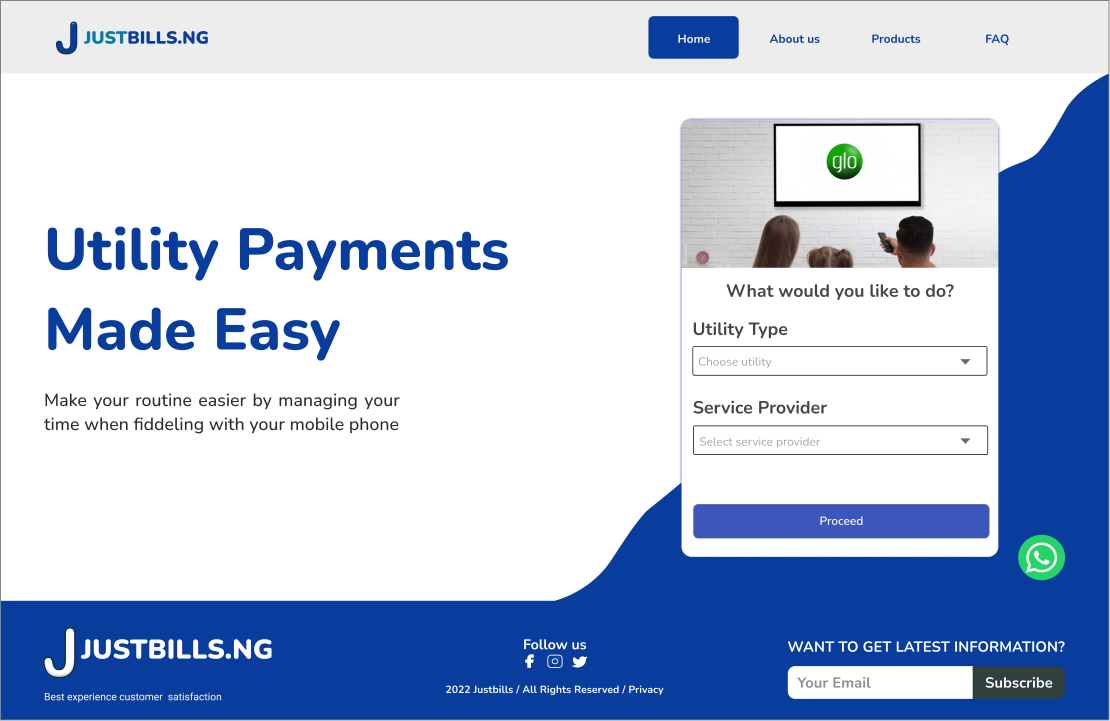 JUSTBILLS.NG
Home
About us
Products
FAQ
glo
Utility Payments
Made Easy
Make your routine easier by managing your
time when fiddeling with your mobile phone
What would you like to do?
Utility Type
Choose utility
Service Provider
Select service provider
Proceed
JUSTBILLS.NG
Best experience customer satisfaction
Follow us
2022 Justbills / All Rights Reserved / Privacy
WANT TO GET LATEST INFORMATION?
Your Email
Subscribe